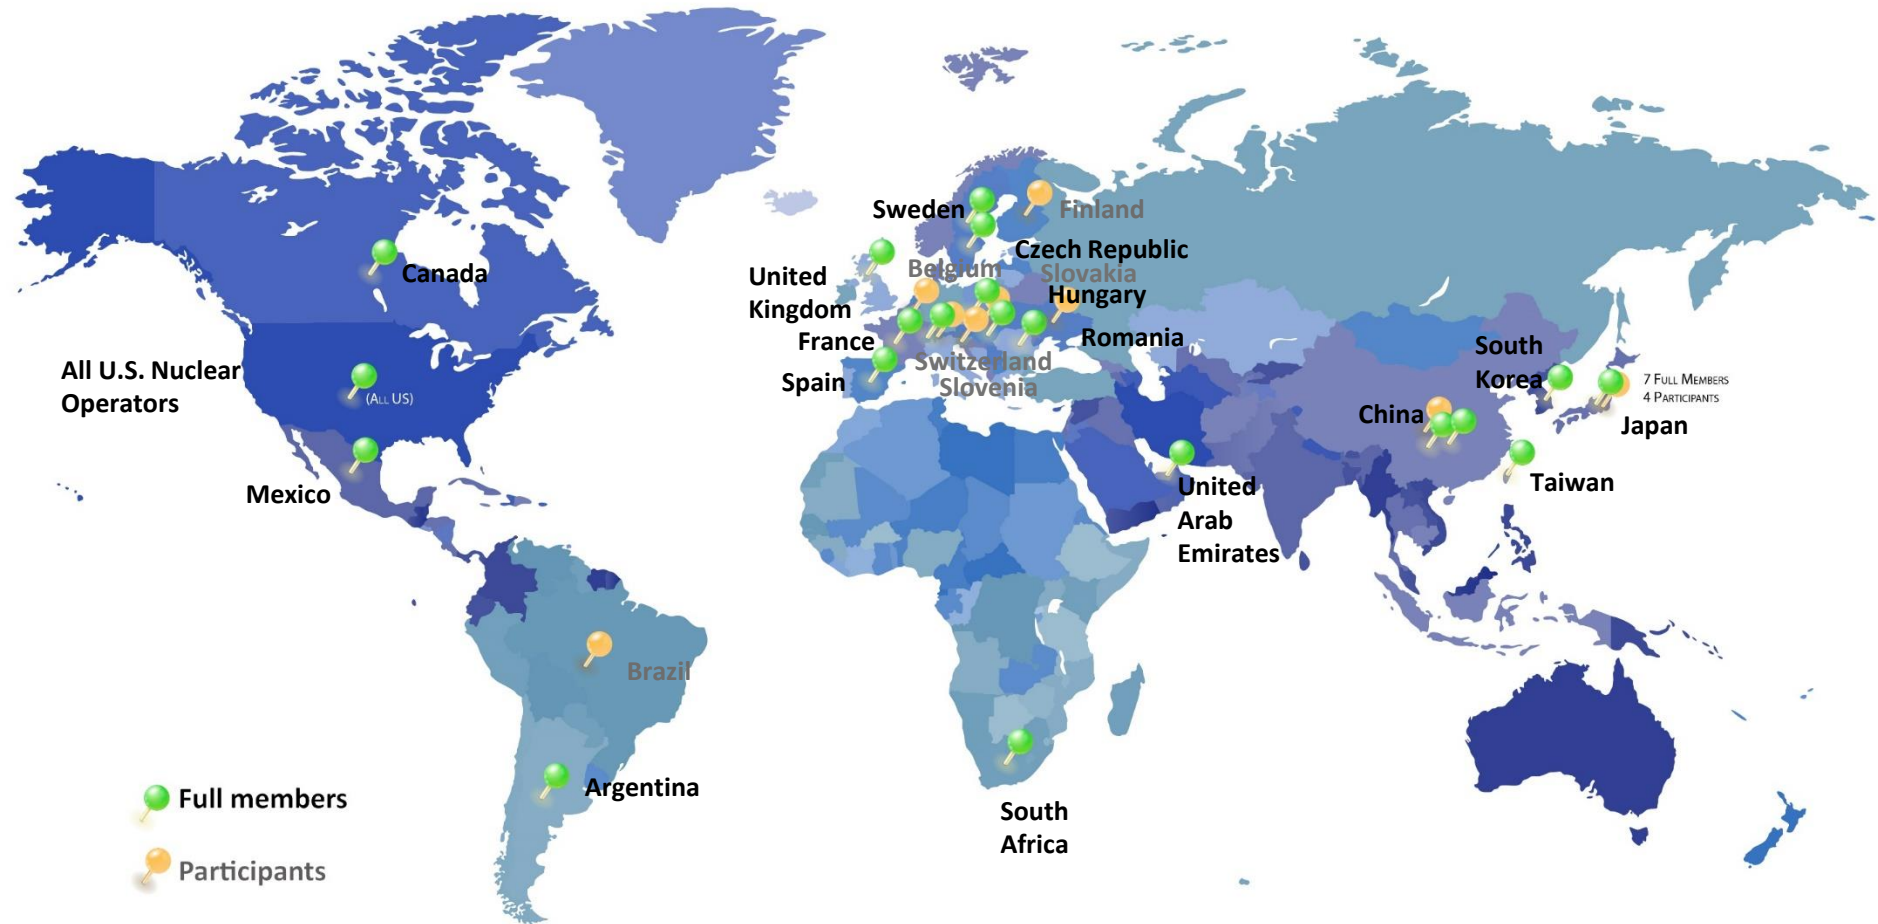 Sweden
Finland
Czech Republic
Canada
United
Kingdom
Belgium
Slovakia
Hungary
France
Romania
Switzerland
Spain
Slovenia
All U.S. Nuclear
Operators
(ALL US)
South
Korea
7 FULL MEMBERS
4 PARTICIPANTS
China
Japan
Mexico
United
Arab
Emirates
Taiwan
Brazil
Argentina
South
Africa
Full members
Participants